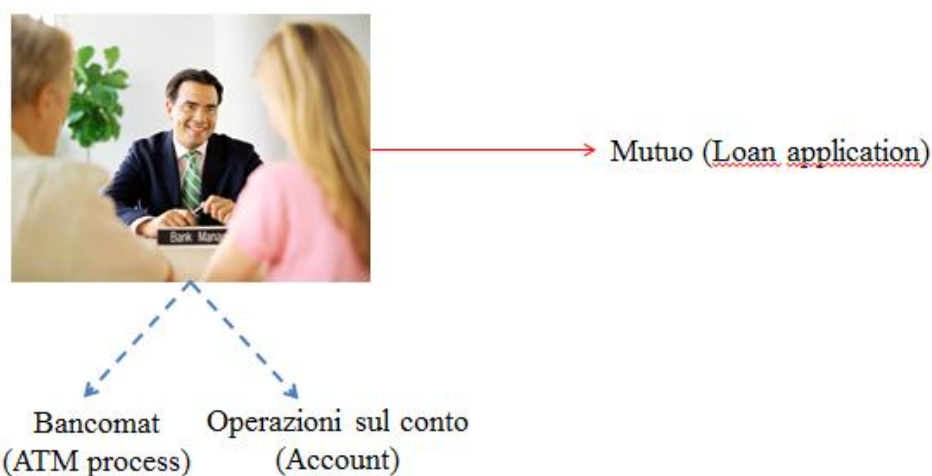 Bank Mana
Mutuo (Loan application)
Bancomat
(ATM process)
Operazioni sul conto
(Account)